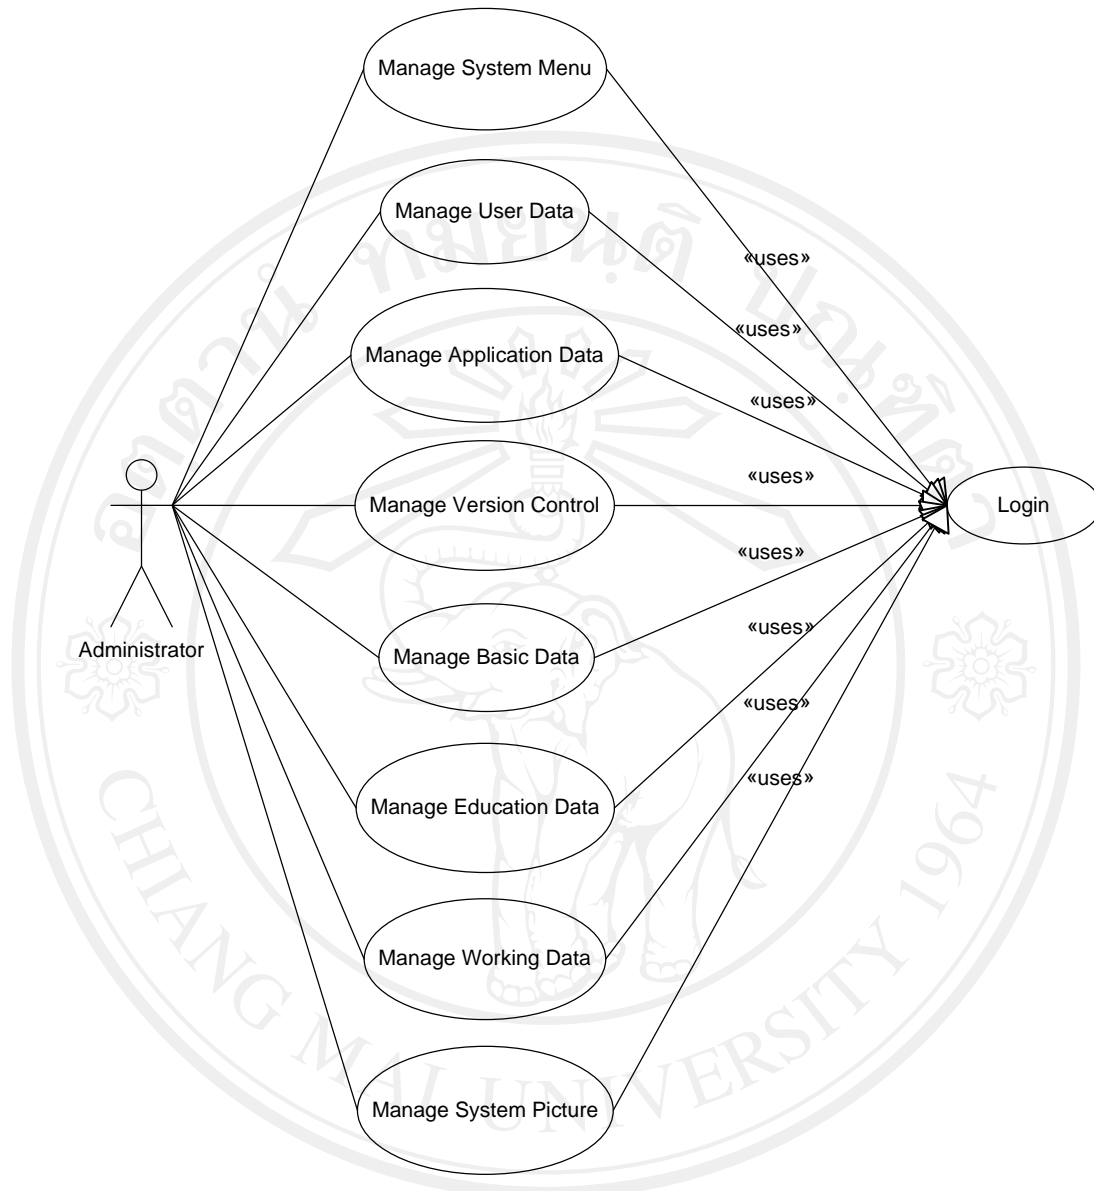 Manage System Menu
Manage User Data
«uses»
«uses»
Manage Application Data
«uses»
«uses»
Manage Version Control
Login
«uses»
Administrator
«uses»
Manage Basic Data
«uses»
«uses»
Manage Education Data
Manage Working Data
Manage System Picture
CHIANG MAI UNIVERSITY 1964